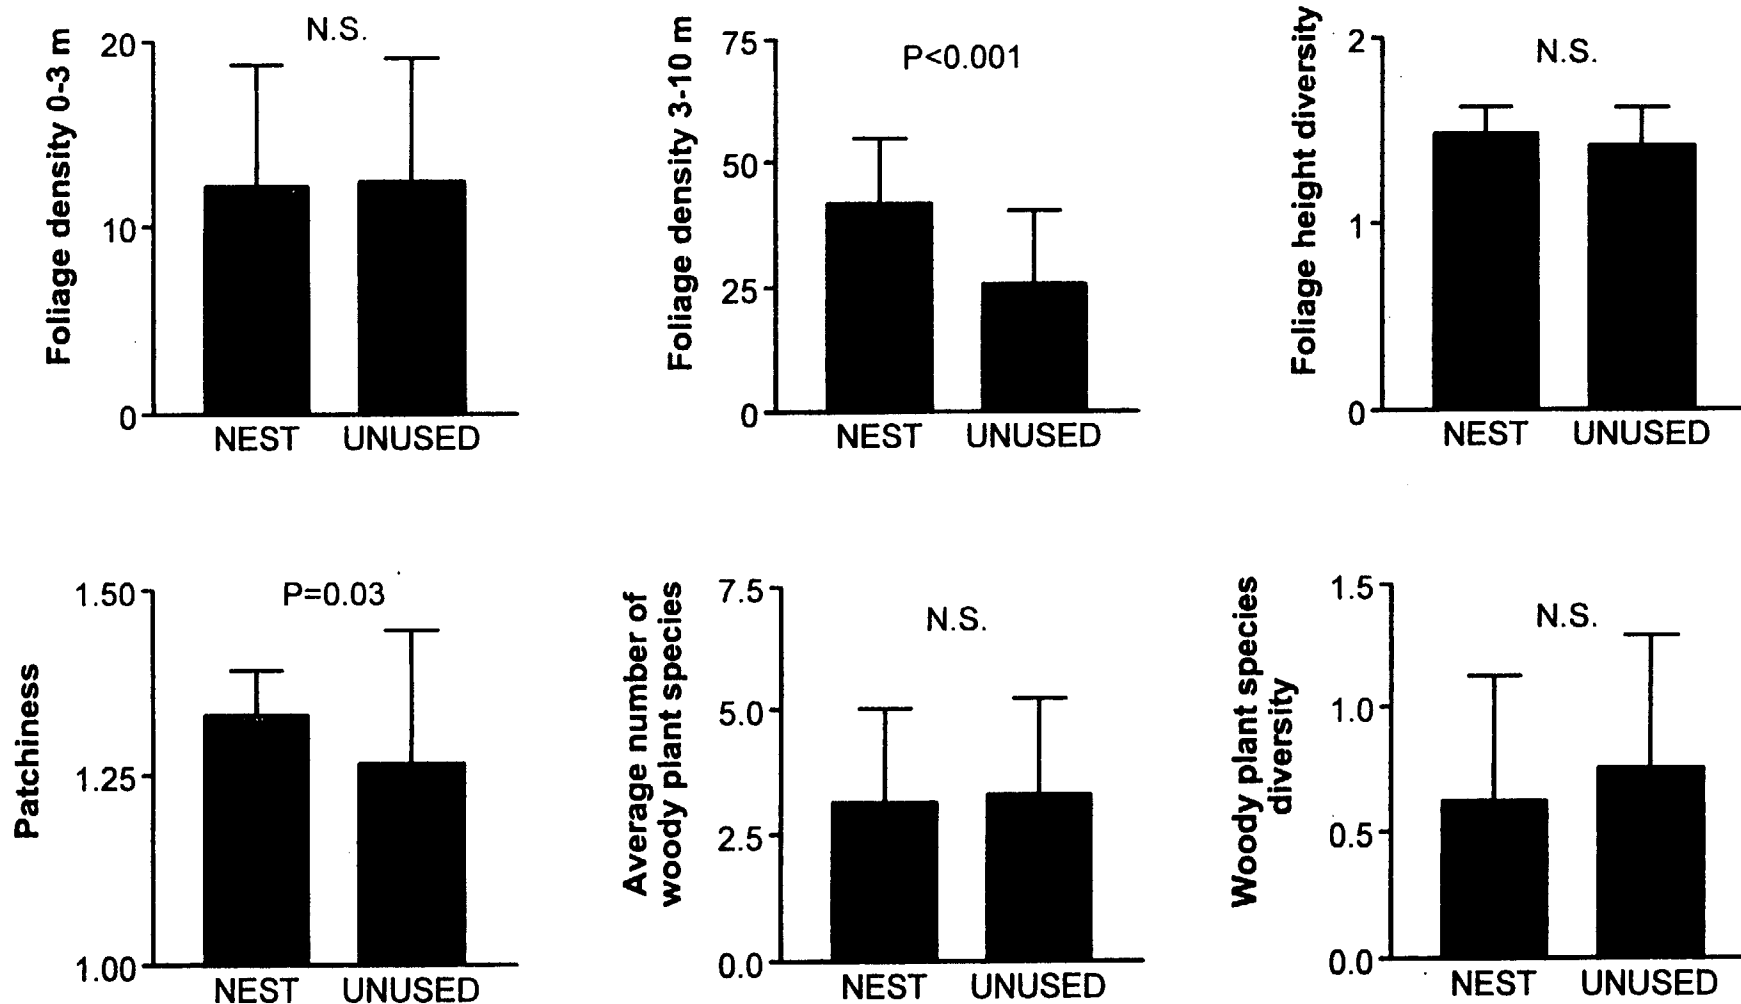 Foliage density 0-3 m
N.S.
20
10
0
NEST UNUSED
Foliage density 3-10 m
P<0.001
75
50
25
0
NEST UNUSED
Foliage height diversity
N.S.
2
1
0
NEST UNUSED
Patchiness
P=0.03
1.50
1.25
1.00
NEST UNUSED
Average number of
woody plant species
N.S.
7.5
5.0
2.5
0.0
NEST UNUSED
Woody plant species
diversity
N.S.
1.5
1.0
0.5
0.0
NEST UNUSED